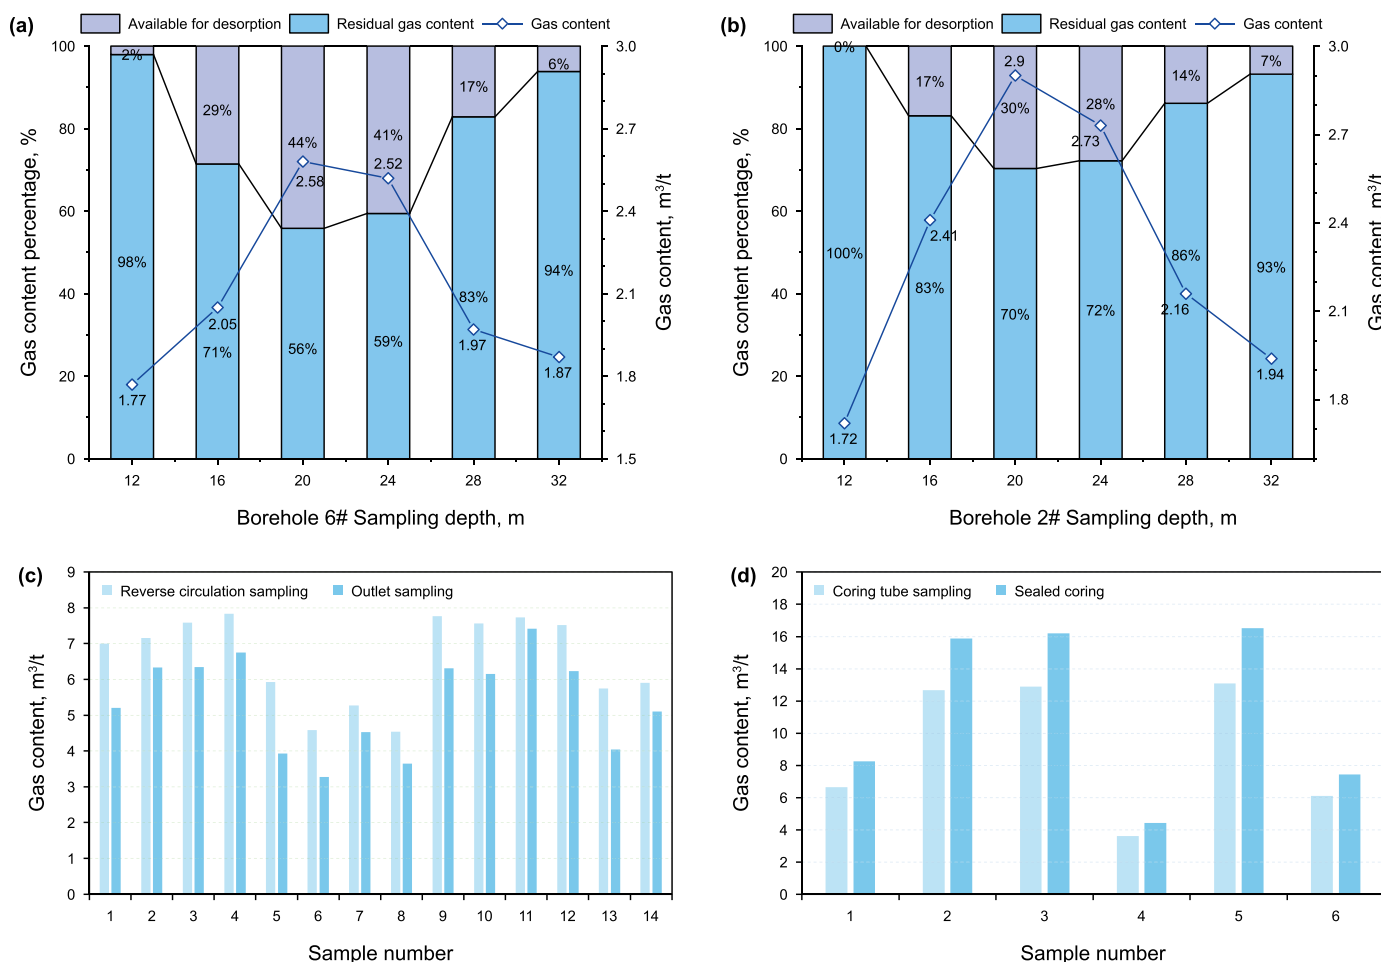 (a)
Available for desorption
Residual gas content
Gas content
Gas content percentage, %
100
80
60
40
20
0
2%
29%
44%
41%
17%
6%
98%
71%
56%
59%
83%
94%
1.77
2.05
2.58
2.52
1.97
1.87
3.0
2.7
2.4
2.1
1.8
1.5
Gas content, m³/t
12 16 20 24 28 32
Borehole 6# Sampling depth, m
(b)
Available for desorption
Residual gas content
Gas content
Gas content percentage, %
100
80
60
40
20
0
0%
17%
30%
28%
14%
7%
100%
83%
70%
72%
86%
93%
1.72
2.41
2.9
2.73
2.16
1.94
3.0
2.7
2.4
2.1
1.8
Gas content, m³/t
12 16 20 24 28 32
Borehole 2# Sampling depth, m
(c)
Reverse circulation sampling
Outlet sampling
Gas content, m³/t
9
8
7
6
5
4
3
2
1
0
1 2 3 4 5 6 7 8 9 10 11 12 13 14
Sample number
(d)
Coring tube sampling
Sealed coring
Gas content, m³/t
20
18
16
14
12
10
8
6
4
2
0
1 2 3 4 5 6
Sample number